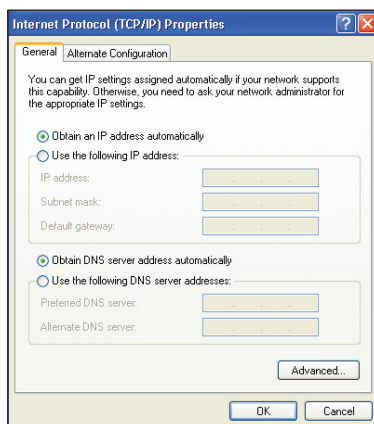 Internet Protocol (TCP/IP) Properties
General
Alternate Configuration
You can get IP settings assigned automatically if your network supports
this capability. Otherwise, you need to ask your network administrator for
the appropriate IP settings.
Obtain an IP address automatically
Use the following IP address:
IP address:
Subnet mask:
Default gateway:
Obtain DNS server address automatically
Use the following DNS server addresses:
Preferred DNS server:
Alternate DNS server:
Advanced...
OK
Cancel